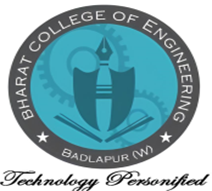 BHARAT COLLEGE OF ENGINEERING
BADLAPUR (W)
Technology Personified